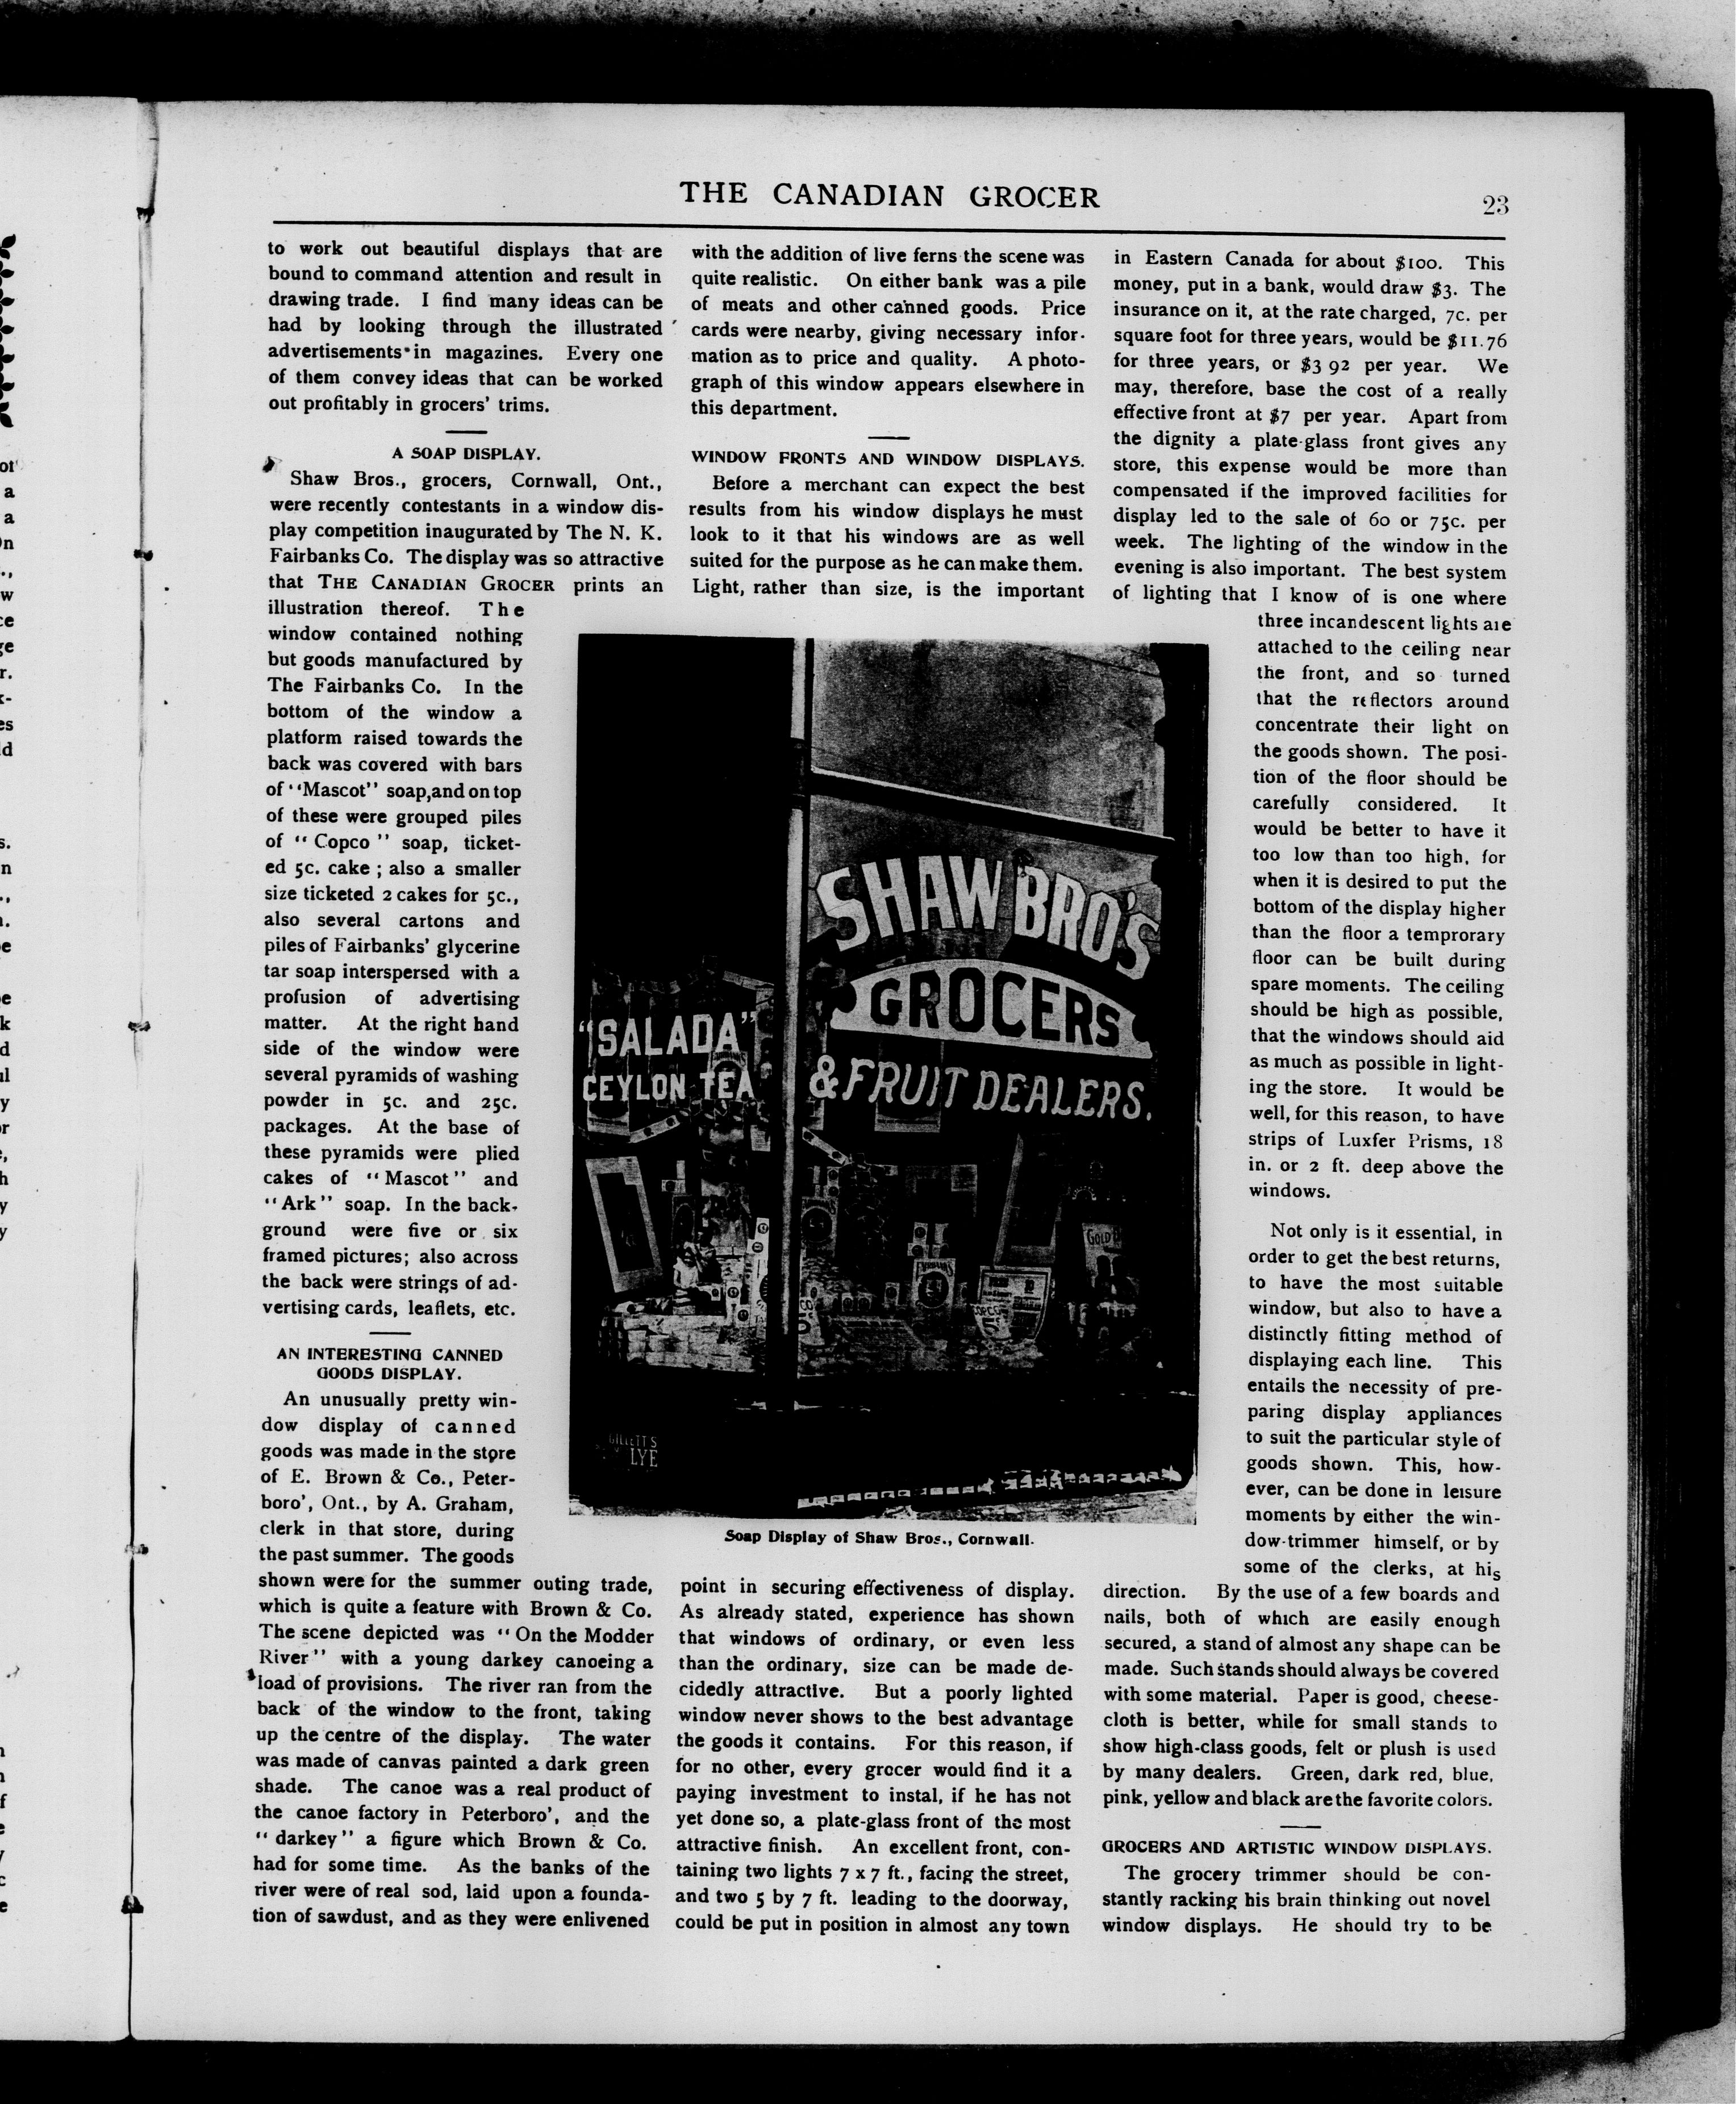 THE CANADIAN GROCER
23
to work out beautiful displays that are
bound to command attention and result in
drawing trade. I find many ideas can be
had by looking through the illustrated
advertisements in magazines. Every one
of them convey ideas that can be worked
out profitably in grocers' trims.
A SOAP DISPLAY.
Shaw Bros., grocers, Cornwall, Ont.,
were recently contestants in a window dis-
play competition inaugurated by The N. K.
Fairbanks Co. The display was so attractive
that THE CANADIAN GROCER prints an
illustration thereof. The
window contained nothing
but goods manufactured by
The Fairbanks Co. In the
bottom of the window a
platform raised towards the
back was covered with bars
of "Mascot" soap,and on top
of these were grouped piles
of "Copco" soap, ticket-
ed 5c. cake; also a smaller
size ticketed 2 cakes for 5c.,
also several cartons and
piles of Fairbanks' glycerine
tar soap interspersed with a
profusion of advertising
matter. At the right hand
side of the window were
several pyramids of washing
powder in 5c. and 25c.
packages. At the base of
these pyramids were plied
cakes of "Mascot" and
"Ark" soap. In the back-
ground were five or six
framed pictures; also across
the back were strings of ad-
vertising cards, leaflets, etc.
AN INTERESTING CANNED
GOODS DISPLAY.
An unusually pretty win-
dow display of canned
goods was made in the store
of E. Brown & Co., Peter-
boro', Ont., by A. Graham,
clerk in that store, during
the past summer. The goods
shown were for the summer outing trade,
which is quite a feature with Brown & Co.
The scene depicted was "On the Modder
River" with a young darkey canoeing a
load of provisions. The river ran from the
back of the window to the front, taking
up the centre of the display. The water
was made of canvas painted a dark green
shade. The canoe was a real product of
the canoe factory in Peterboro', and the
"darkey" a figure which Brown & Co.
had for some time. As the banks of the
river were of real sod, laid upon a founda-
tion of sawdust, and as they were enlivened
with the addition of live ferns the scene was
quite realistic. On either bank was a pile
of meats and other canned goods. Price
cards were nearby, giving necessary infor-
mation as to price and quality. A photo-
graph of this window appears elsewhere in
this department.
WINDOW FRONTS AND WINDOW DISPLAYS.
Before a merchant can expect the best
results from his window displays he must
look to it that his windows are as well
suited for the purpose as he can make them.
Light, rather than size, is the important
SHAW BRO'S
GROCERS
& FRUIT DEALERS.
"SALADA"
CEYLON TEA
GOLD
GILLETT'S
LYE
Soap Display of Shaw Bros., Cornwall.
point in securing effectiveness of display.
As already stated, experience has shown
that windows of ordinary, or even less
than the ordinary, size can be made de-
cidedly attractive. But a poorly lighted
window never shows to the best advantage
the goods it contains. For this reason, if
for no other, every grocer would find it a
paying investment to instal, if he has not
yet done so, a plate-glass front of the most
attractive finish. An excellent front, con-
taining two lights 7 x 7 ft., facing the street,
and two 5 by 7 ft. leading to the doorway,
could be put in position in almost any town
in Eastern Canada for about $100. This
money, put in a bank, would draw $3. The
insurance on it, at the rate charged, 7c. per
square foot for three years, would be $11.76
for three years, or $3 92 per year. We
may, therefore, base the cost of a really
effective front at $7 per year. Apart from
the dignity a plate-glass front gives any
store, this expense would be more than
compensated if the improved facilities for
display led to the sale of 60 or 75c. per
week. The lighting of the window in the
evening is also important. The best system
of lighting that I know of is one where
three incandescent lights are
attached to the ceiling near
the front, and so turned
that the reflectors around
concentrate their light on
the goods shown. The posi-
tion of the floor should be
carefully considered. It
would be better to have it
too low than too high, for
when it is desired to put the
bottom of the display higher
than the floor a temprorary
floor can be built during
spare moments. The ceiling
should be high as possible,
that the windows should aid
as much as possible in light-
ing the store. It would be
well, for this reason, to have
strips of Luxfer Prisms, 18
in. or 2 ft. deep above the
windows.
Not only is it essential, in
order to get the best returns,
to have the most suitable
window, but also to have a
distinctly fitting method of
displaying each line. This
entails the necessity of pre-
paring display appliances
to suit the particular style of
goods shown. This, how-
ever, can be done in leisure
moments by either the win-
dow-trimmer himself, or by
some of the clerks, at his
direction. By the use of a few boards and
nails, both of which are easily enough
secured, a stand of almost any shape can be
made. Such stands should always be covered
with some material. Paper is good, cheese-
cloth is better, while for small stands to
show high-class goods, felt or plush is used
by many dealers. Green, dark red, blue,
pink, yellow and black are the favorite colors.
GROCERS AND ARTISTIC WINDOW DISPLAYS.
The grocery trimmer should be con-
stantly racking his brain thinking out novel
window displays. He should try to be